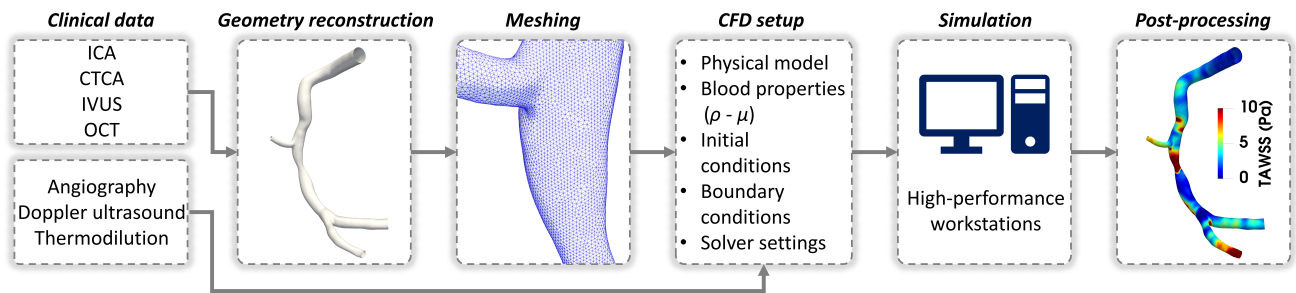 Clinical data
ICA
CTCA
IVUS
OCT
Angiography
Doppler ultrasound
Thermodilution
Geometry reconstruction
Meshing
CFD setup
• Physical model
• Blood properties
(ρ - μ)
• Initial
conditions
• Boundary
conditions
• Solver settings
Simulation
High-performance
workstations
Post-processing
10
5
0
TAWSS (Pa)